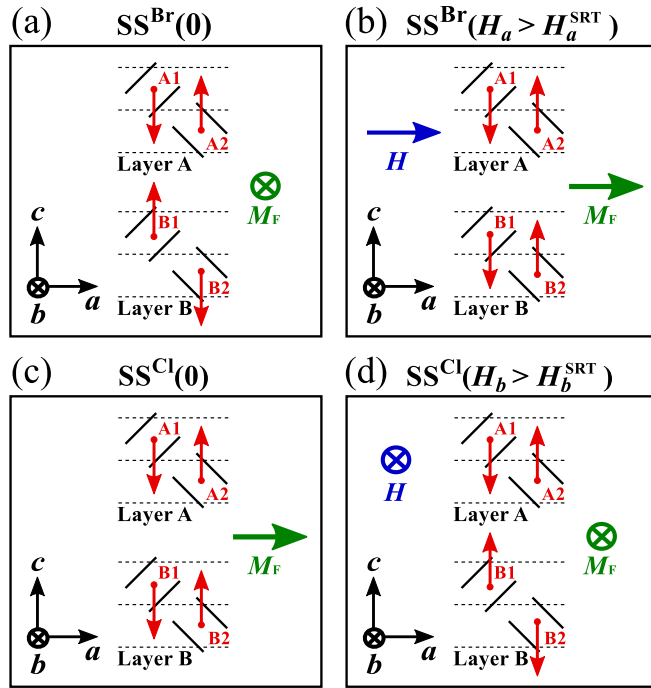 (a) SS^Br(0)
A1
A2
Layer A
B1
B2
Layer B
M_F
c
b
a
(b) SS^Br(H_a > H_a^SRT)
H
A1
A2
Layer A
B1
B2
Layer B
M_F
c
b
a
(c) SS^Cl(0)
A1
A2
Layer A
B1
B2
Layer B
M_F
c
b
a
(d) SS^Cl(H_b > H_b^SRT)
H
A1
A2
Layer A
B1
B2
Layer B
M_F
c
b
a